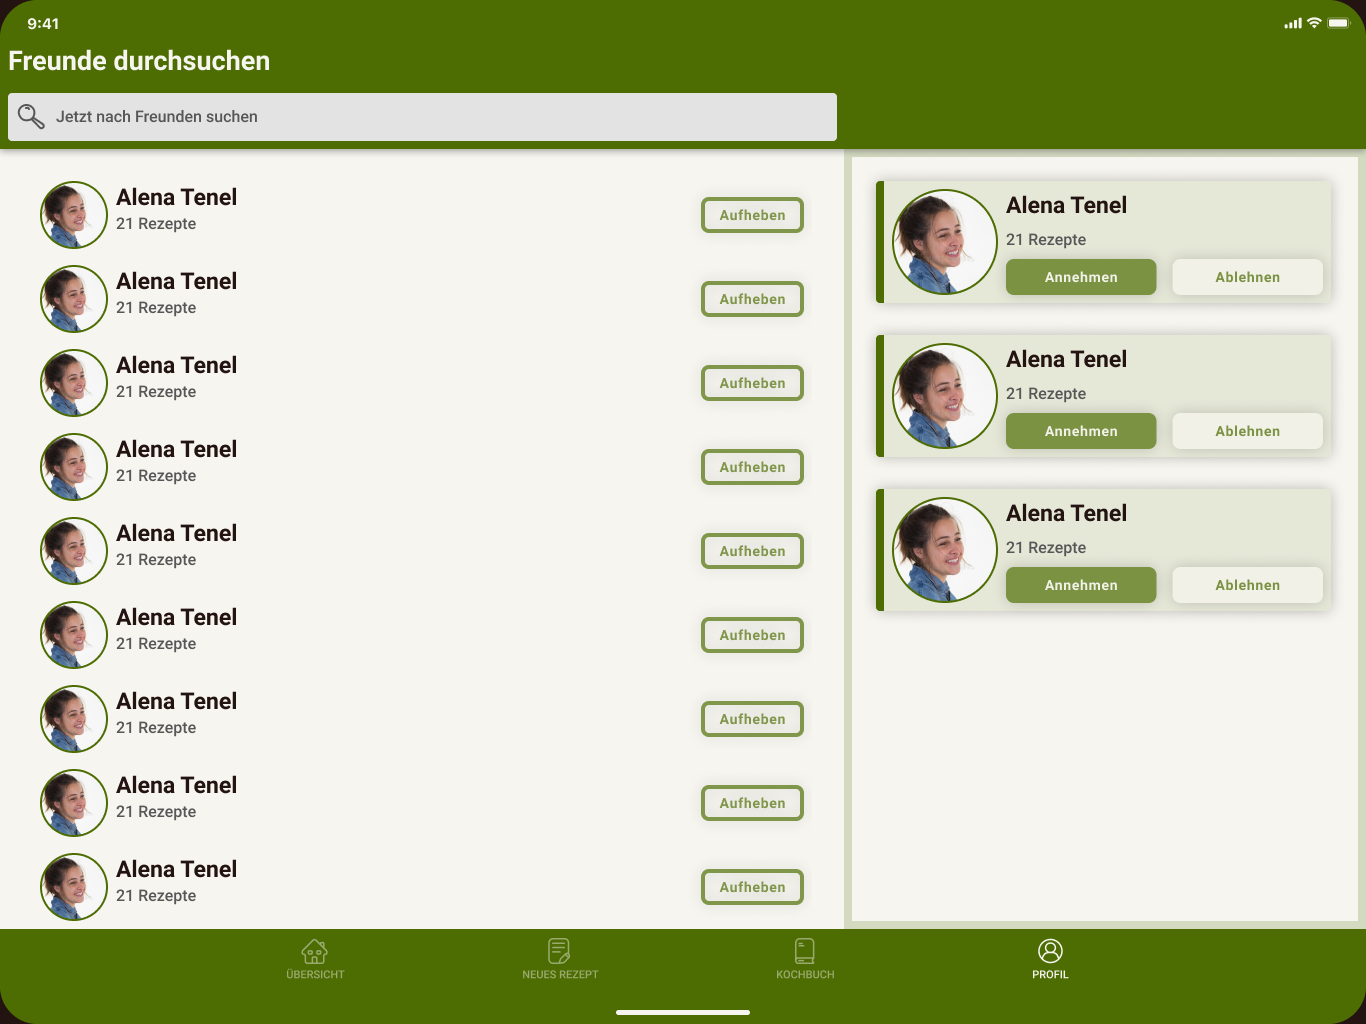 9:41
Freunde durchsuchen
Jetzt nach Freunden suchen
Alena Tenel
21 Rezepte
Aufheben
Alena Tenel
21 Rezepte
Aufheben
Alena Tenel
21 Rezepte
Aufheben
Alena Tenel
21 Rezepte
Aufheben
Alena Tenel
21 Rezepte
Aufheben
Alena Tenel
21 Rezepte
Aufheben
Alena Tenel
21 Rezepte
Aufheben
Alena Tenel
21 Rezepte
Aufheben
Alena Tenel
21 Rezepte
Aufheben
Alena Tenel
21 Rezepte
Annehmen Ablehnen
Alena Tenel
21 Rezepte
Annehmen Ablehnen
Alena Tenel
21 Rezepte
Annehmen Ablehnen
ÜBERSICHT NEUES REZEPT KOCHBUCH PROFIL